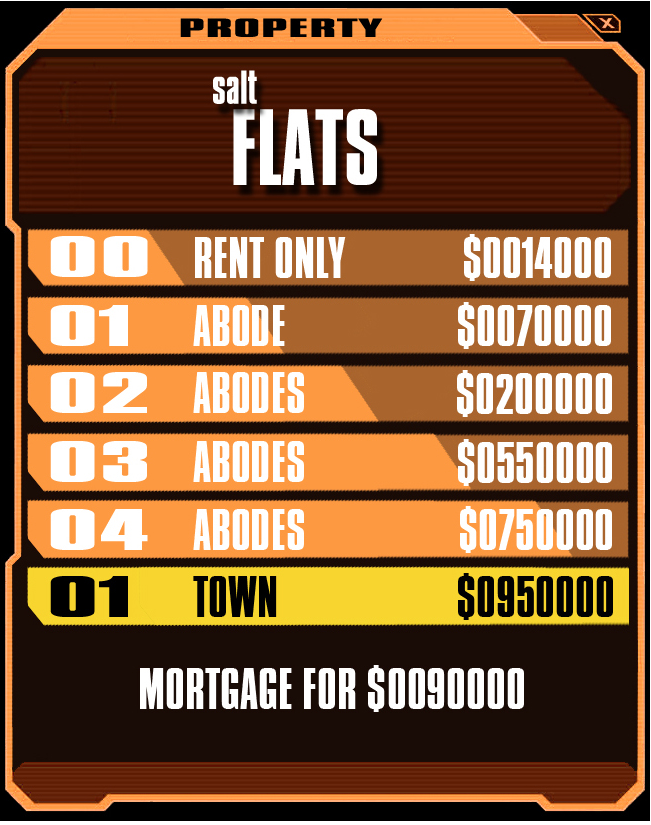 PROPERTY
X
salt
FLATS
00 RENT ONLY $0014000
01 ABODE $0070000
02 ABODES $0200000
03 ABODES $0550000
04 ABODES $0750000
01 TOWN $0950000
MORTGAGE FOR $0090000